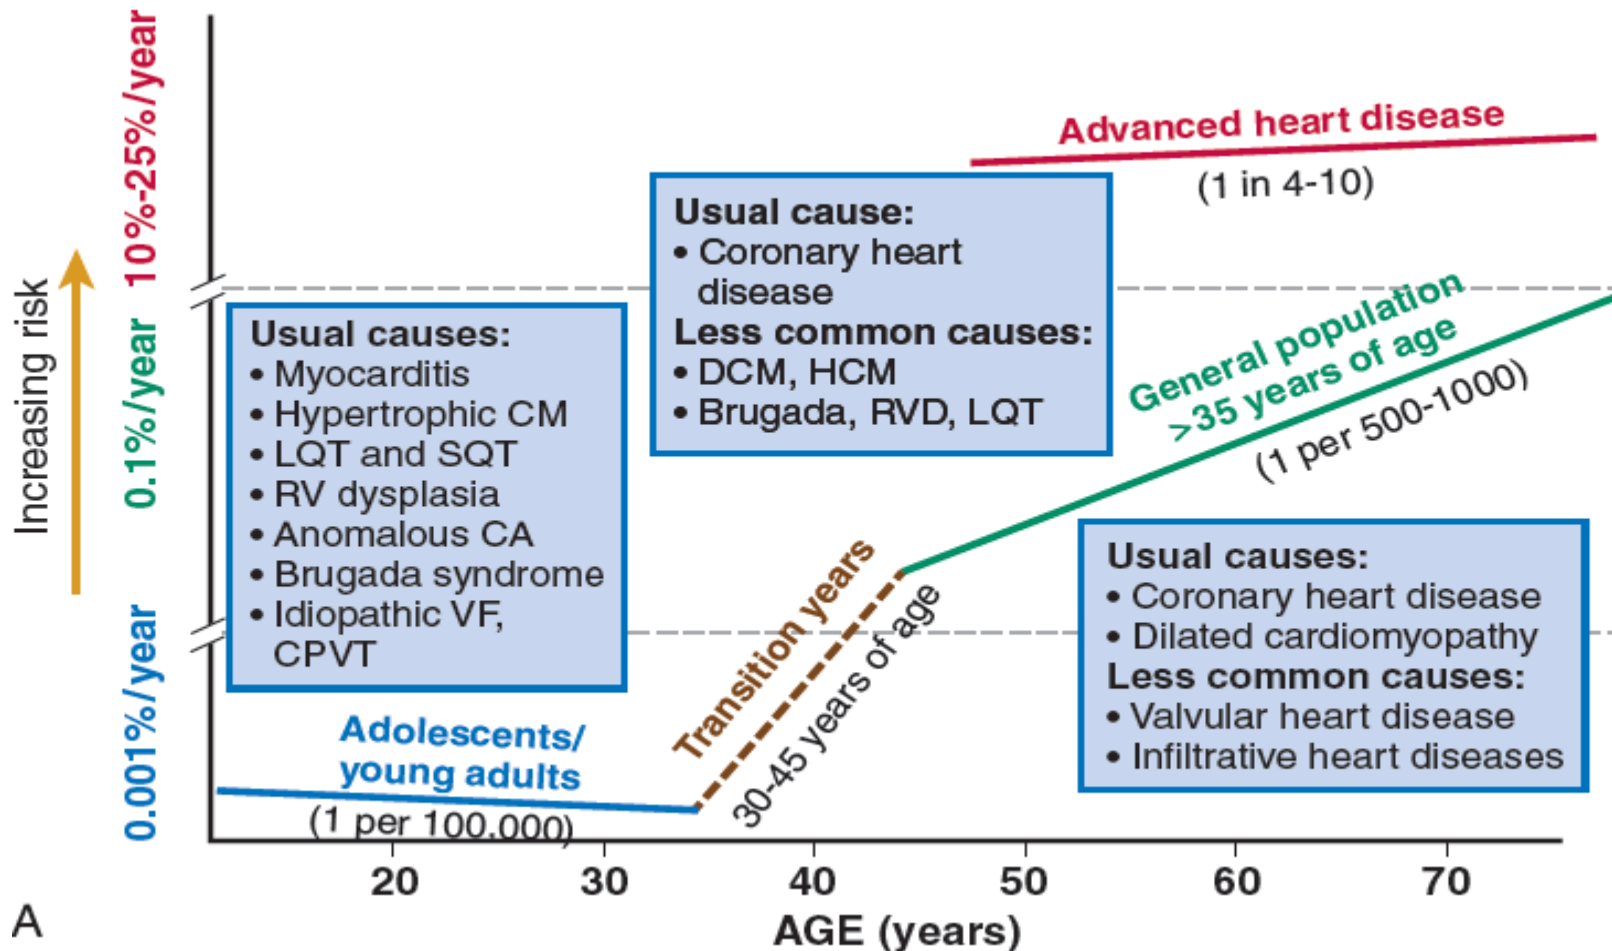 10%-25%/year
0.1%/year
0.001%/year
Increasing risk
Advanced heart disease
(1 in 4-10)
Usual cause:
• Coronary heart
disease
Less common causes:
• DCM, HCM
• Brugada, RVD, LQT
Usual causes:
• Myocarditis
• Hypertrophic CM
• LQT and SQT
• RV dysplasia
• Anomalous CA
• Brugada syndrome
• Idiopathic VF,
CPVT
General population
>35 years of age
(1 per 500-1000)
Transition years
30-45 years of age
Usual causes:
• Coronary heart disease
• Dilated cardiomyopathy
Less common causes:
• Valvular heart disease
• Infiltrative heart diseases
Adolescents/
young adults
(1 per 100,000)
20 30 40 50 60 70
AGE (years)
A